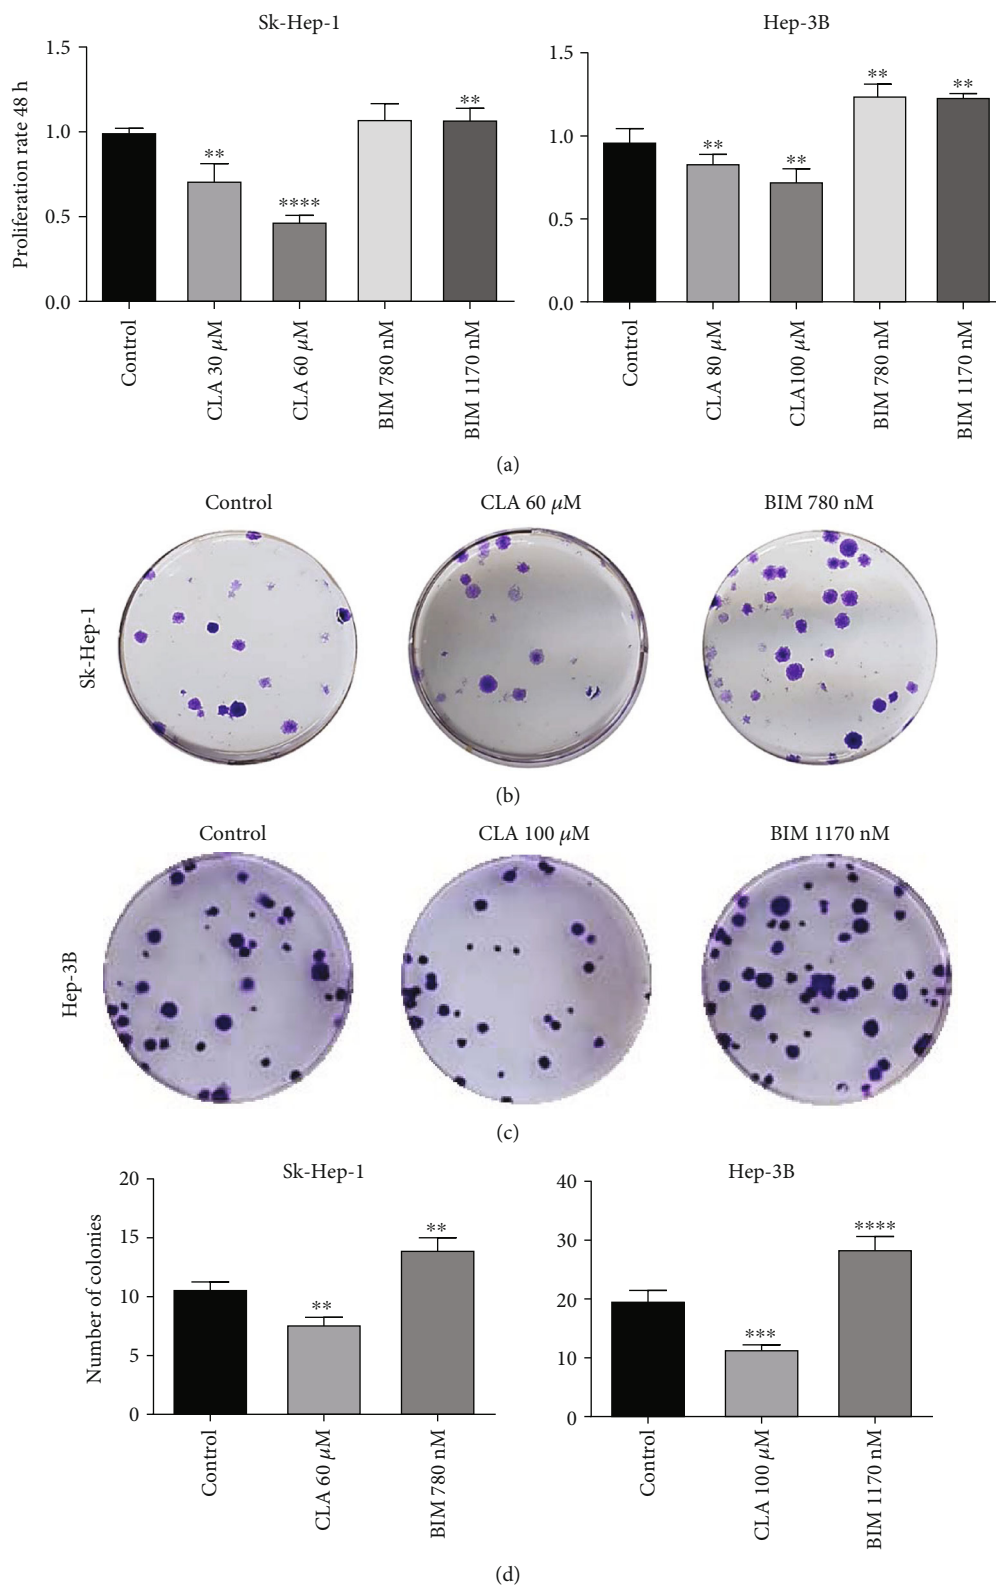 Sk-Hep-1
Hep-3B
Proliferation rate 48 h
1.5
1.0
0.5
0.0
**
****
**
Control
CLA 30 μM
CLA 60 μM
BIM 780 nM
BIM 1170 nM
1.5
1.0
0.5
0.0
**
**
**
**
Control
CLA 80 μM
CLA100 μM
BIM 780 nM
BIM 1170 nM
(a)
Control
CLA 60 μM
BIM 780 nM
Sk-Hep-1
(b)
Control
CLA 100 μM
BIM 1170 nM
Hep-3B
(c)
Sk-Hep-1
Hep-3B
Number of colonies
20
15
10
5
0
**
**
Control
CLA 60 μM
BIM 780 nM
40
30
20
10
0
***
****
Control
CLA 100 μM
BIM 1170 nM
(d)